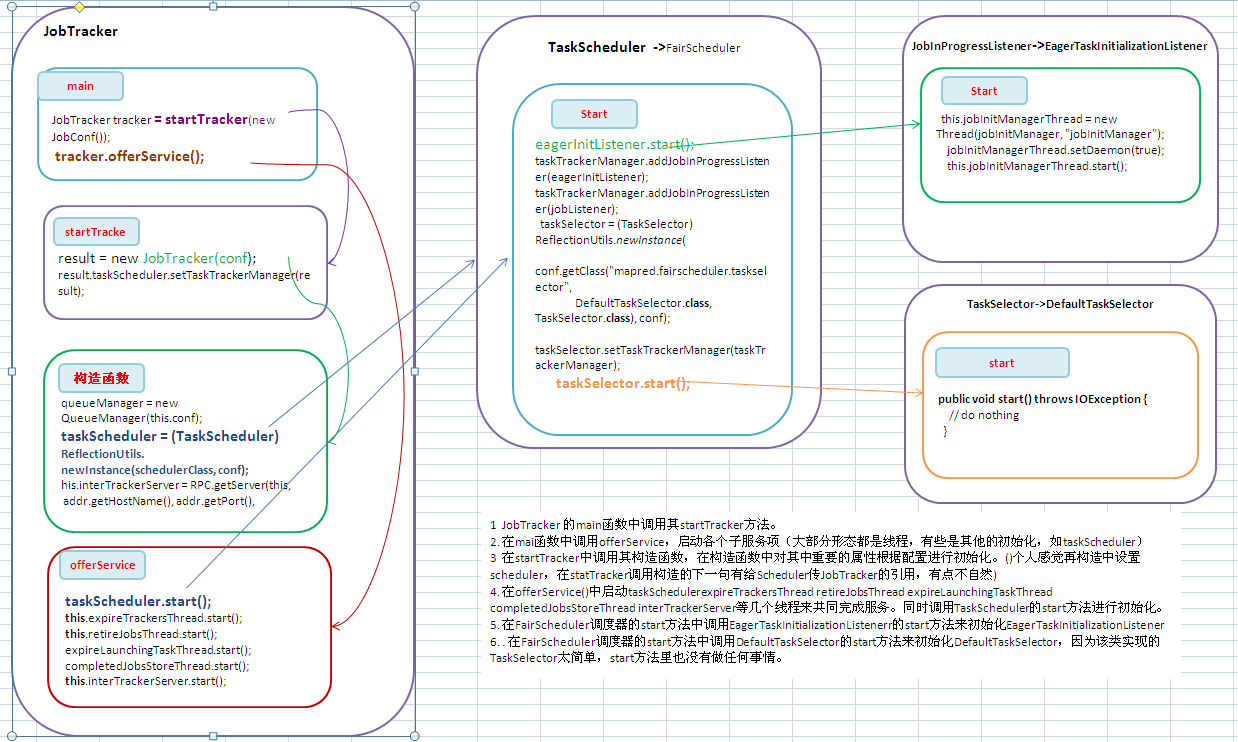 JobTracker
main
JobTracker tracker = startTracker(new
JobConf());
tracker.offerService();
startTracke
result = new JobTracker(conf);
result.taskScheduler.setTaskTrackerManager(re
sult);
构造函数
queueManager = new
QueueManager(this.conf);
taskScheduler = (TaskScheduler)
ReflectionUtils.
newInstance(schedulerClass, conf);
his.interTrackerServer = RPC.getServer(this,
addr.getHostName(), addr.getPort(),
offerService
taskScheduler.start();
this.expireTrackersThread.start();
this.retireJobsThread.start();
expireLaunchingTaskThread.start();
completedJobsStoreThread.start();
this.interTrackerServer.start();
TaskScheduler ->FairScheduler
Start
eagerInitListener.start();
taskTrackerManager.addJobInProgressListen
er(eagerInitListener);
taskTrackerManager.addJobInProgressListen
er(jobListener);
taskSelector = (TaskSelector)
ReflectionUtils.newInstance(
conf.getClass("mapred.fairscheduler.tasksel
ector",
DefaultTaskSelector.class,
TaskSelector.class), conf);
taskSelector.setTaskTrackerManager(taskTr
ackerManager);
taskSelector.start();
JobInProgressListener->EagerTaskInitializationListener
Start
this.jobInitManagerThread = new
Thread(jobInitManager, "jobInitManager");
jobInitManagerThread.setDaemon(true);
this.jobInitManagerThread.start();
TaskSelector->DefaultTaskSelector
start
public void start() throws IOException {
// do nothing
}
1 JobTracker 的main函数中调用其startTracker方法。
2.在mai函数中调用offerService，启动各个子服务项（大部分形态都是线程，有些是其他的初始化，如taskScheduler）
3 在startTracker中调用其构造函数，在构造函数中对其中重要的属性根据配置进行初始化。(）个人感觉再构造中设置
scheduler，在statTracker调用构造的下一句有给Scheduler传JobTracker的引用，有点不自然)
4.在offerService()中启动taskSchedulerexpireTrackersThread retireJobsThread expireLaunchingTaskThread
completedJobsStoreThread interTrackerServer等几个线程来共同完成服务。同时调用TaskScheduler的start方法进行初始化。
5.在FairScheduler调度器的start方法中调用EagerTaskInitializationListenerr的start方法来初始化EagerTaskInitializationListener
6.. 在FairScheduler调度器的start方法中调用DefaultTaskSelector的start方法来初始化DefaultTaskSelector，因为该类实现的
TaskSelector太简单，start方法里也没有做任何事情。